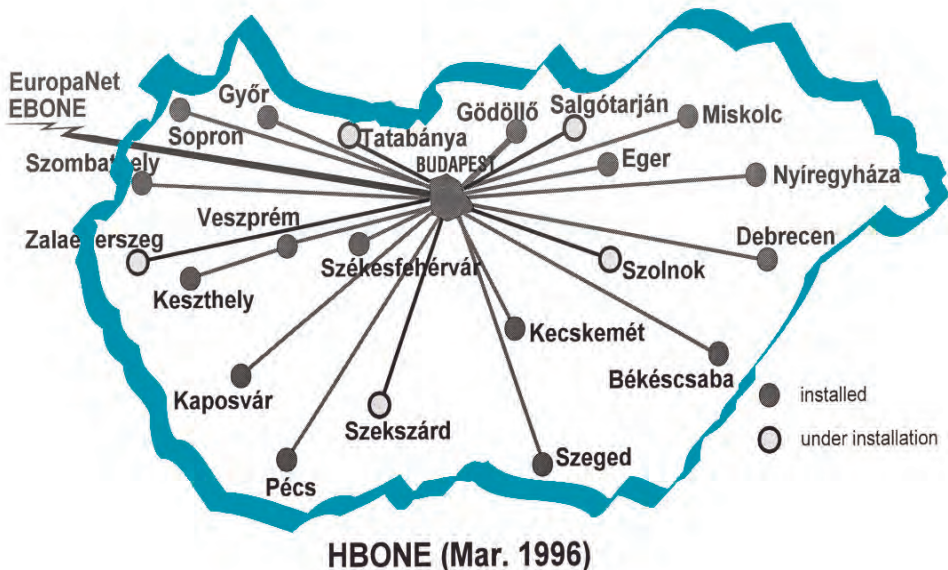 EuropaNet
EBONE
Győr
Sopron
Tatabánya
Gödöllő
Salgótarján
Miskolc
BUDAPEST
Szombathely
Eger
Nyíregyháza
Veszprém
Zalaegerszeg
Székesfehérvár
Debrecen
Szolnok
Keszthely
Kecskemét
Kaposvár
Békéscsaba
installed
Szekszárd
under installation
Pécs
Szeged
HBONE (Mar. 1996)